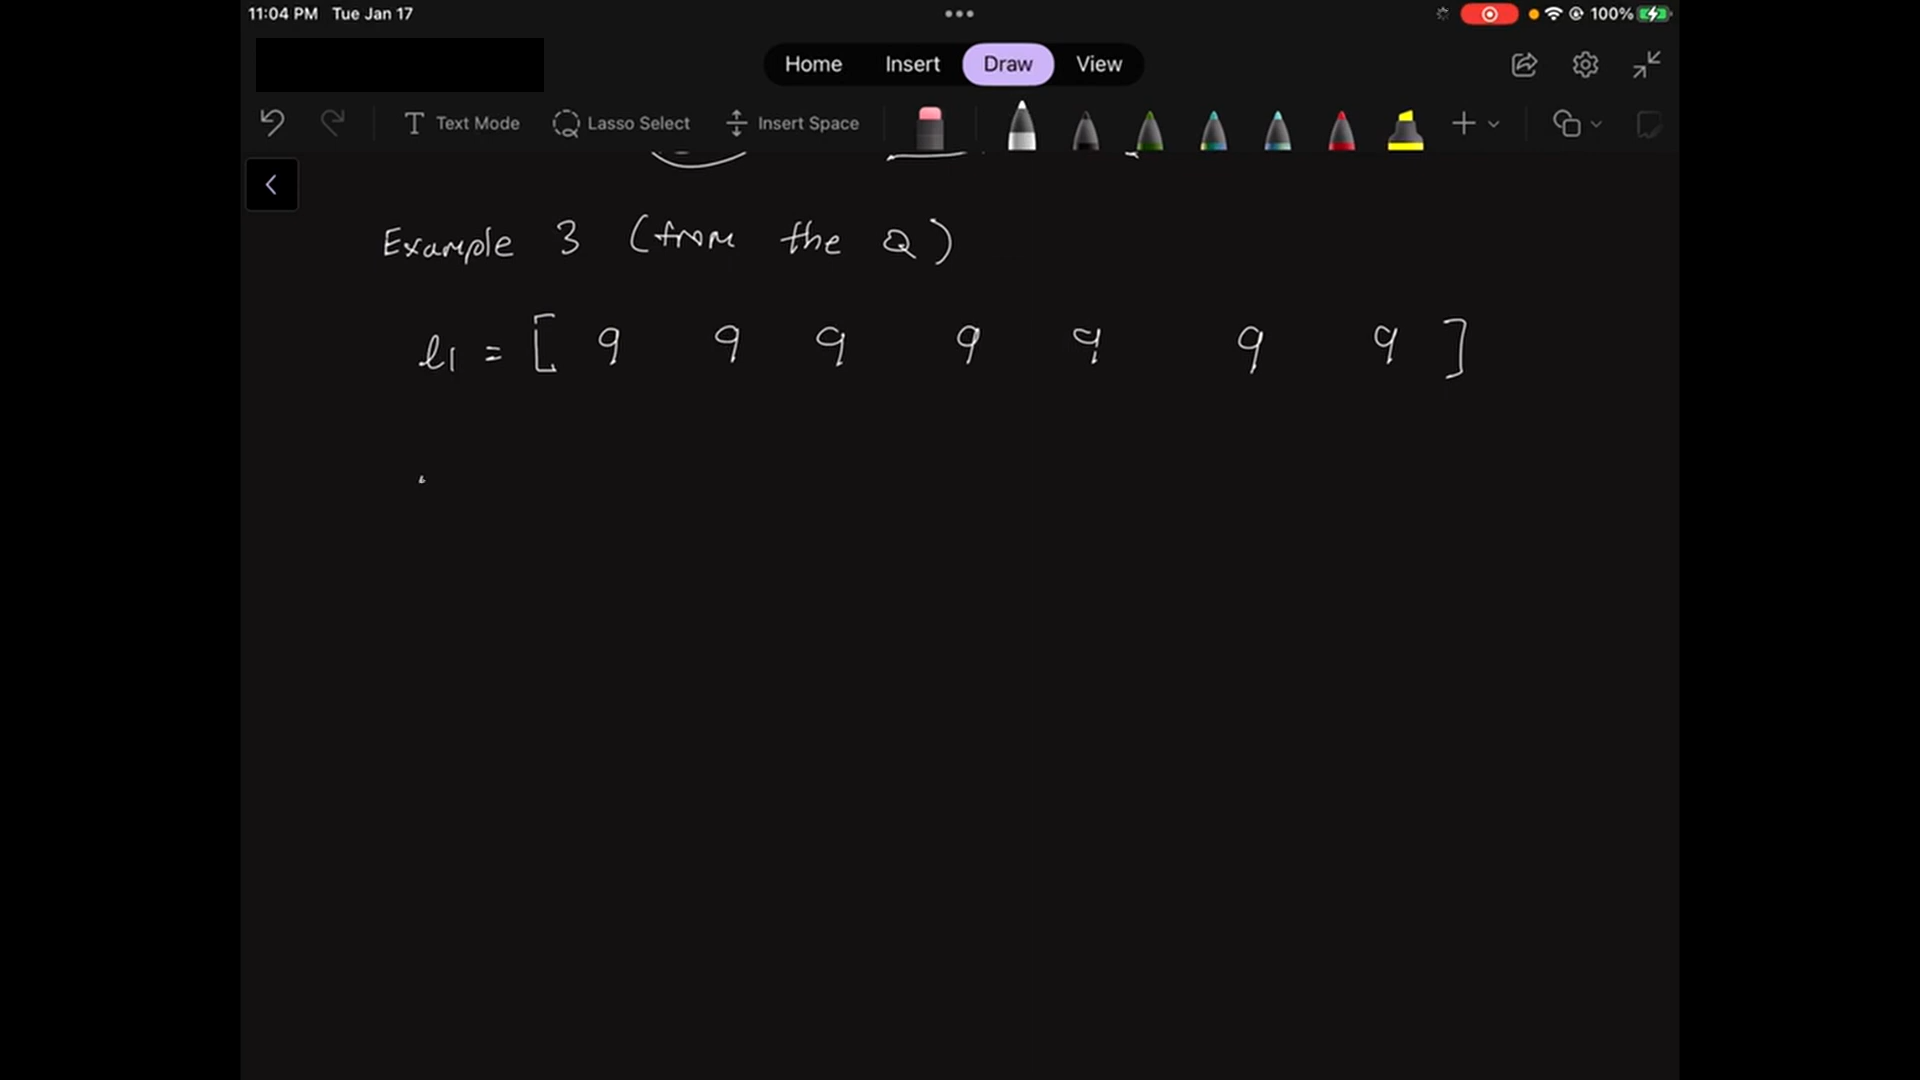 11:04 PM Tue Jan 17
100%
Home Insert Draw View
Text Mode Lasso Select Insert Space
Example 3 (from the Q)
l1 = [ 9 9 9 9 9 9 9 ]